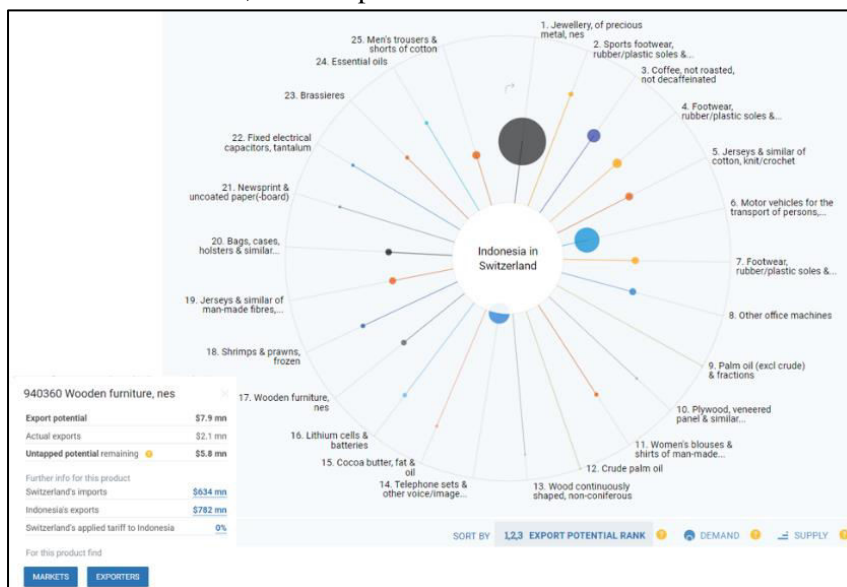 1. Jewellery, of precious
metal, nes
2. Sports footwear,
rubber/plastic soles &...
3. Coffee, not roasted,
not decaffeinated
4. Footwear,
rubber/plastic soles &...
5. Jerseys & similar of
cotton, knit/crochet
6. Motor vehicles for the
transport of persons,...
7. Footwear,
rubber/plastic soles &...
8. Other office machines
9. Palm oil (excl crude)
& fractions
10. Plywood, veneered
panel & similar...
11. Women's blouses &
shirts of man-made...
12. Crude palm oil
13. Wood continuously
shaped, non-coniferous
14. Telephone sets &
other voice/image...
15. Cocoa butter, fat &
oil
16. Lithium cells &
batteries
17. Wooden furniture,
nes
18. Shrimps & prawns,
frozen
19. Jerseys & similar of
man-made fibres,...
20. Bags, cases,
holsters & similar...
21. Newsprint &
uncoated paper(-board)
22. Fixed electrical
capacitors, tantalum
23. Brassieres
24. Essential oils
25. Men's trousers &
shorts of cotton
Indonesia in
Switzerland
940360 Wooden furniture, nes
Export potential $7.9 mn
Actual exports $2.1 mn
Untapped potential remaining ? $5.8 mn
Further info for this product
Switzerland's imports $634 mn
Indonesia's exports $782 mn
Switzerland's applied tariff to Indonesia 0%
For this product find
MARKETS EXPORTERS
SORT BY 1,2,3 EXPORT POTENTIAL RANK ? DEMAND ? SUPPLY ?